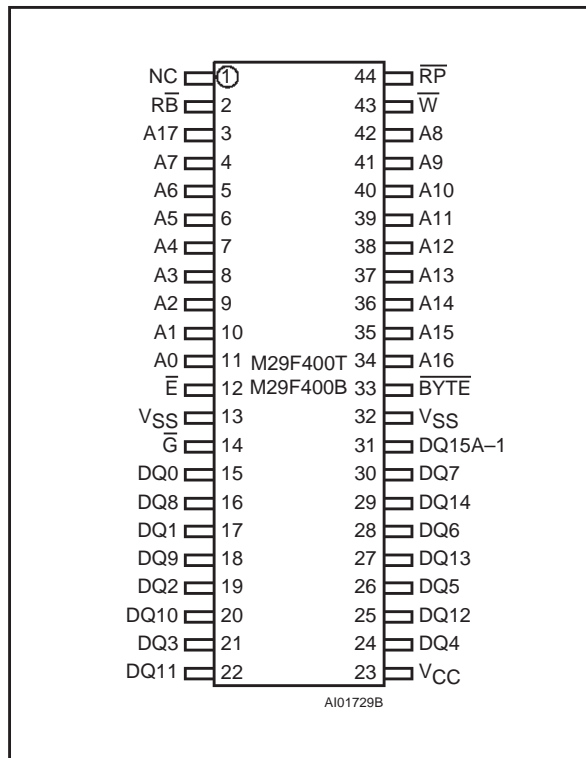 NC 1 44 R̅P̅
RB̅ 2 43 W̅
A17 3 42 A8
A7 4 41 A9
A6 5 40 A10
A5 6 39 A11
A4 7 38 A12
A3 8 37 A13
A2 9 36 A14
A1 10 35 A15
A0 11 M29F400T 34 A16
E̅ 12 M29F400B 33 B̅Y̅T̅E̅
VSS 13 32 VSS
G̅ 14 31 DQ15A–1
DQ0 15 30 DQ7
DQ8 16 29 DQ14
DQ1 17 28 DQ6
DQ9 18 27 DQ13
DQ2 19 26 DQ5
DQ10 20 25 DQ12
DQ3 21 24 DQ4
DQ11 22 23 VCC
AI01729B